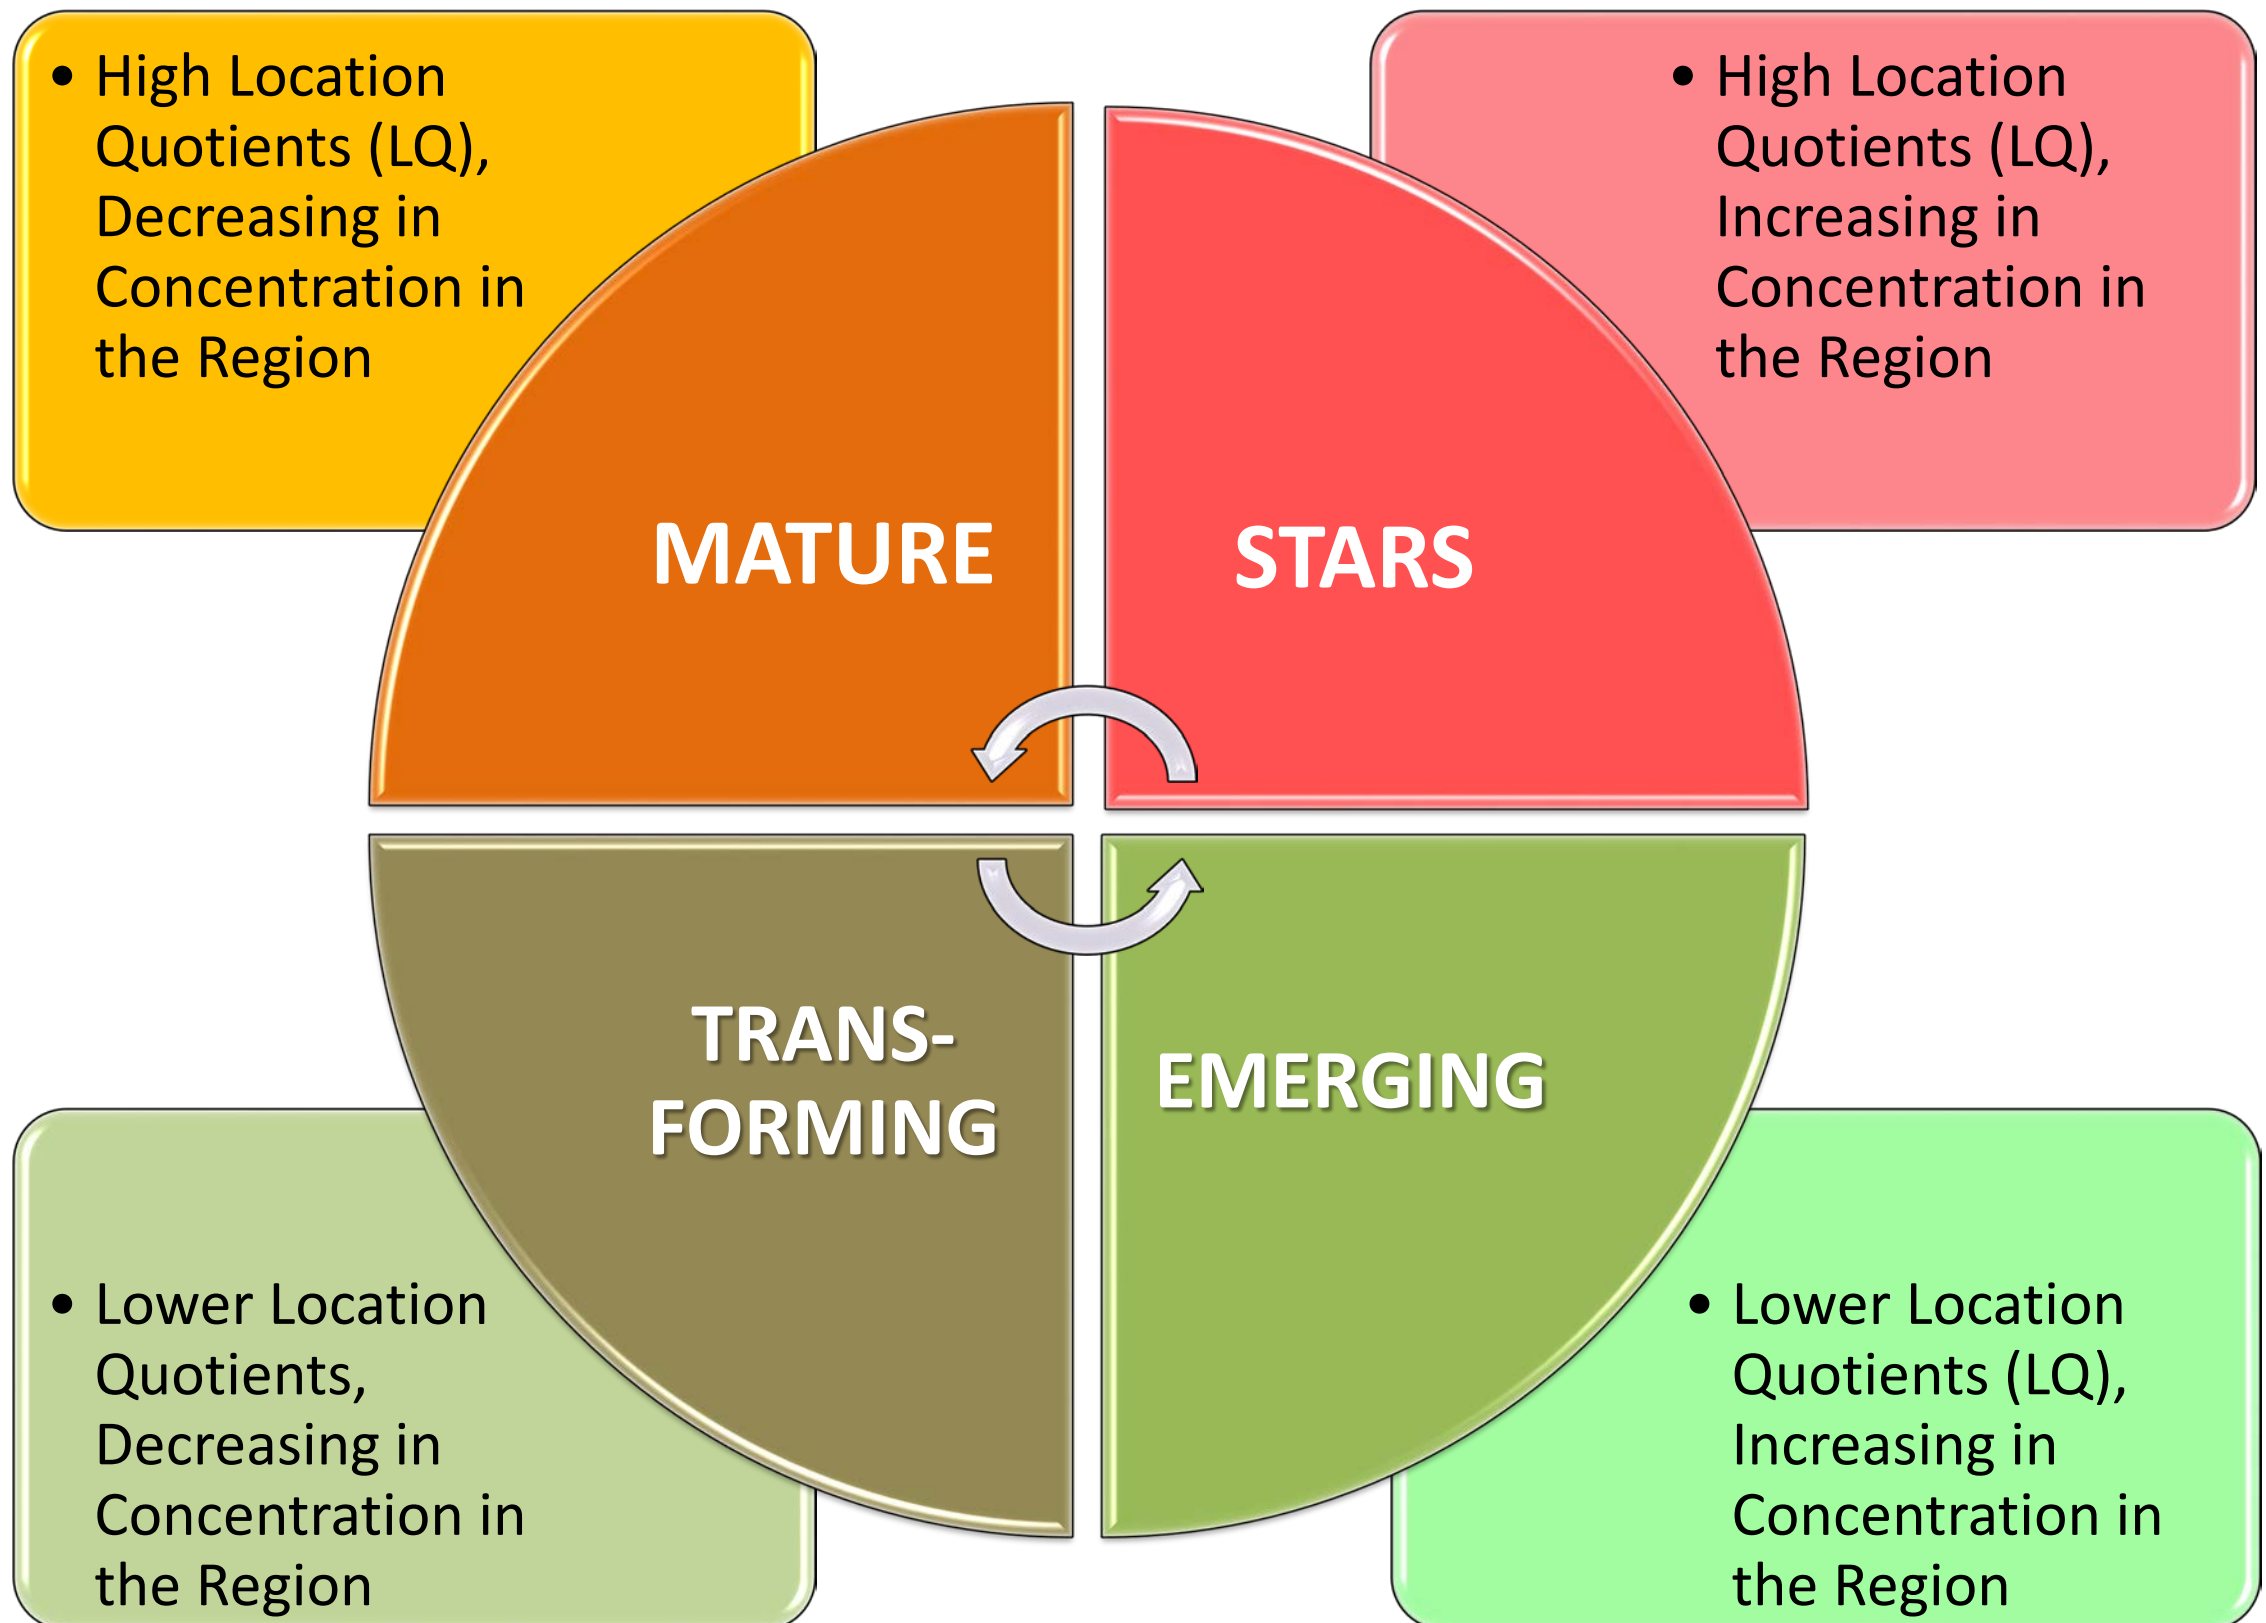 • High Location
Quotients (LQ),
Decreasing in
Concentration in
the Region
• High Location
Quotients (LQ),
Increasing in
Concentration in
the Region
MATURE
STARS
TRANS-
FORMING
EMERGING
• Lower Location
Quotients,
Decreasing in
Concentration in
the Region
• Lower Location
Quotients (LQ),
Increasing in
Concentration in
the Region